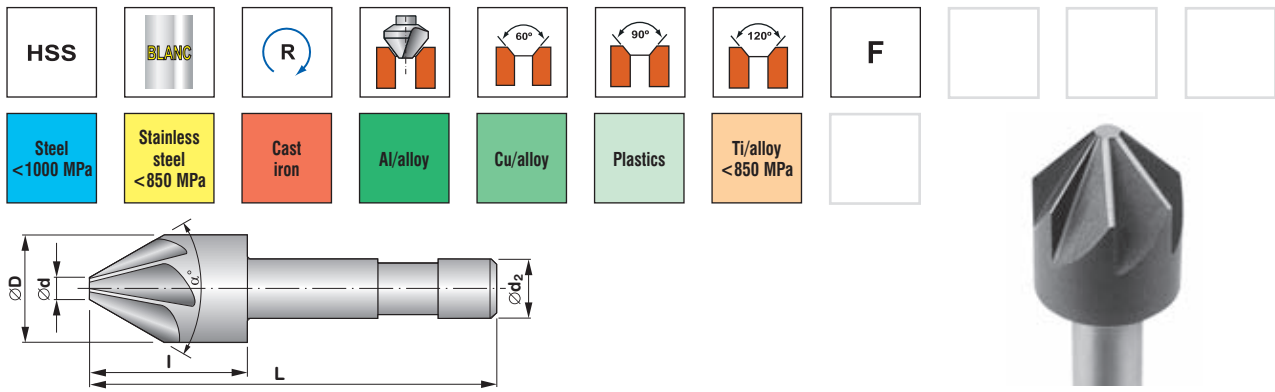 HSS
BLANC
R
60°
90°
120°
F
Steel
<1000 MPa
Stainless
steel
<850 MPa
Cast
iron
Al/alloy
Cu/alloy
Plastics
Ti/alloy
<850 MPa
ØD
Ød
α°
Ød₂
l
L